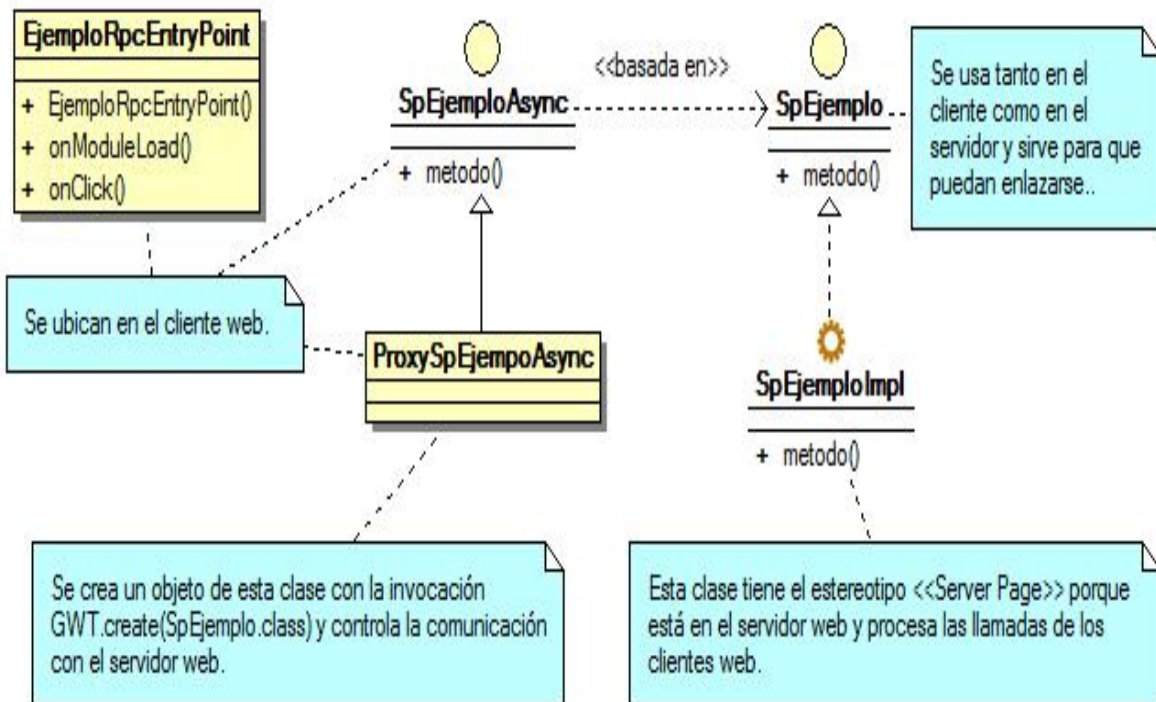 EjemploRpcEntryPoint
+ EjemploRpcEntryPoint()
+ onModuleLoad()
+ onClick()
SpEjemploAsync
+ metodo()
<<basada en>>
SpEjemplo
+ metodo()
Se usa tanto en el
cliente como en el
servidor y sirve para que
puedan enlazarse..
Se ubican en el cliente web.
ProxySpEjempoAsync
SpEjemploImpl
+ metodo()
Se crea un objeto de esta clase con la invocación
GWT.create(SpEjemplo.class) y controla la comunicación
con el servidor web.
Esta clase tiene el estereotipo <<Server Page>> porque
está en el servidor web y procesa las llamadas de los
clientes web.